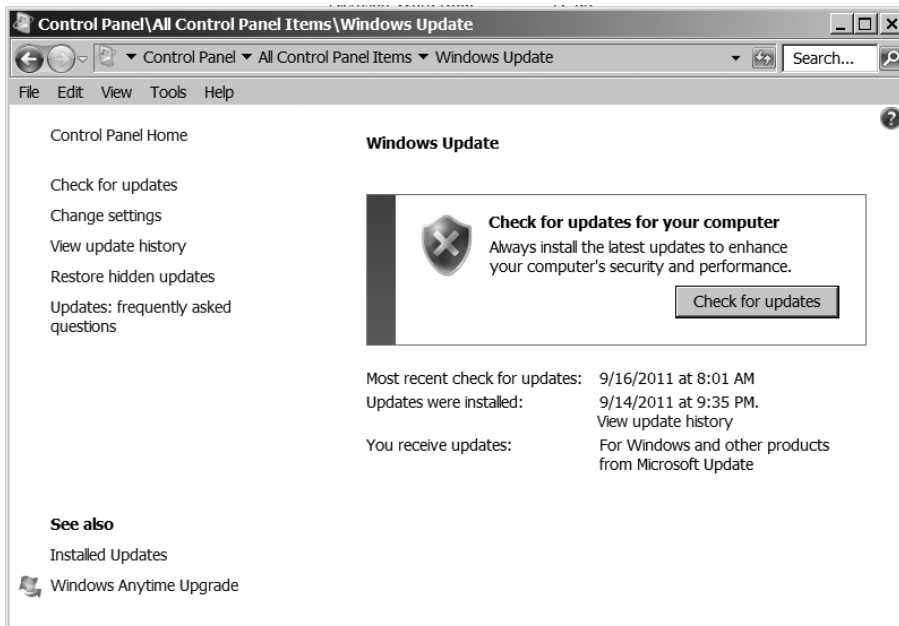 Control Panel\All Control Panel Items\Windows Update
Control Panel ▾ All Control Panel Items ▾ Windows Update
Search...
File Edit View Tools Help
Control Panel Home
Check for updates
Change settings
View update history
Restore hidden updates
Updates: frequently asked
questions
See also
Installed Updates
Windows Anytime Upgrade
Windows Update
Check for updates for your computer
Always install the latest updates to enhance
your computer's security and performance.
Check for updates
Most recent check for updates: 9/16/2011 at 8:01 AM
Updates were installed: 9/14/2011 at 9:35 PM.
View update history
You receive updates: For Windows and other products
from Microsoft Update